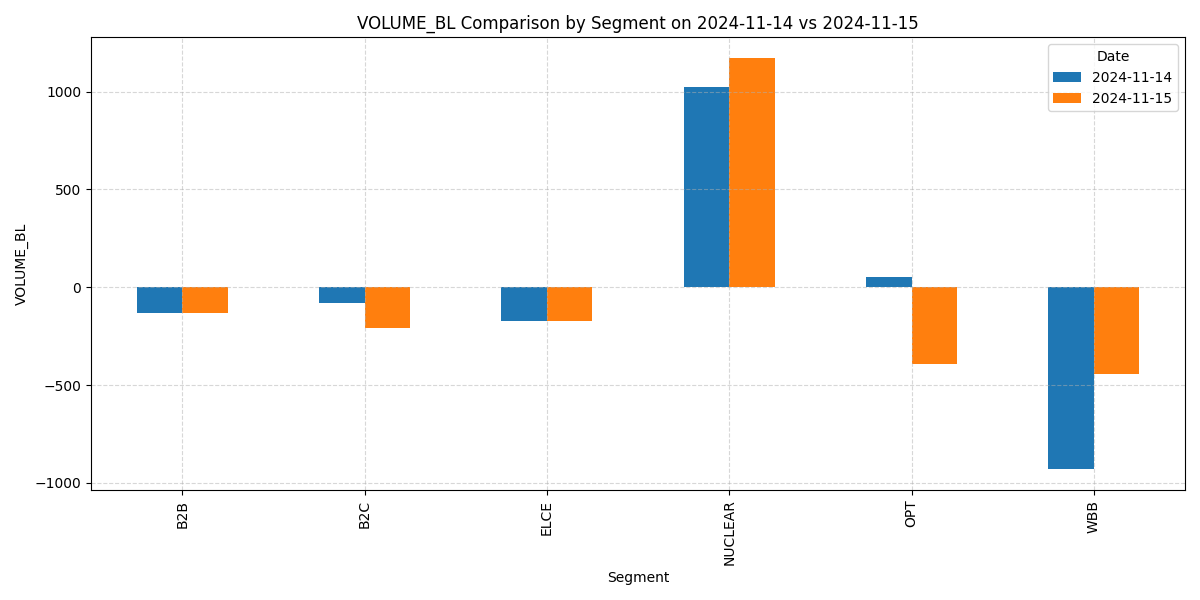 VOLUME_BL Comparison by Segment on 2024-11-14 vs 2024-11-15
Date
2024-11-14
2024-11-15
VOLUME_BL
1000
500
0
−500
−1000
B2B
B2C
ELCE
NUCLEAR
OPT
WBB
Segment